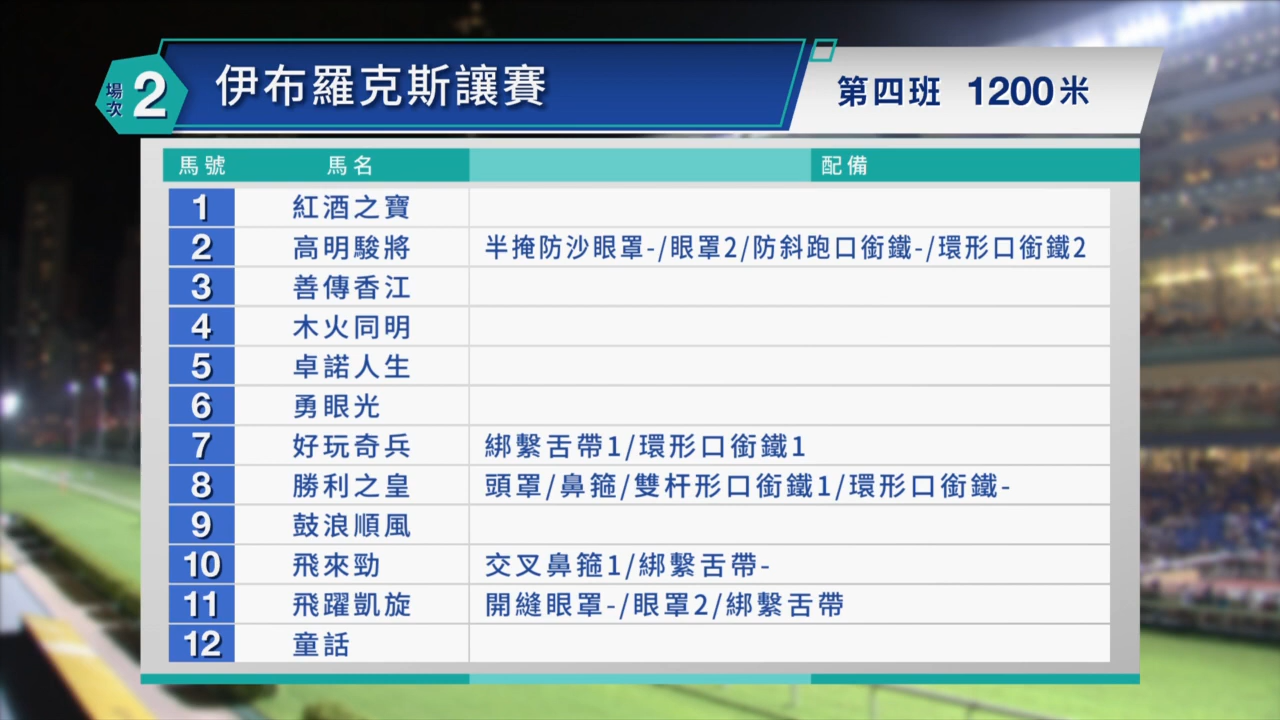 場次 2 伊布羅克斯讓賽 第四班 1200米
馬號 馬名 配備
1 紅酒之寶
2 高明駿將 半掩防沙眼罩-/眼罩2/防斜跑口銜鐵-/環形口銜鐵2
3 善傳香江
4 木火同明
5 卓諾人生
6 勇眼光
7 好玩奇兵 綁繫舌帶1/環形口銜鐵1
8 勝利之皇 頭罩/鼻箍/雙杆形口銜鐵1/環形口銜鐵-
9 鼓浪順風
10 飛來勁 交叉鼻箍1/綁繫舌帶-
11 飛躍凱旋 開縫眼罩-/眼罩2/綁繫舌帶
12 童話